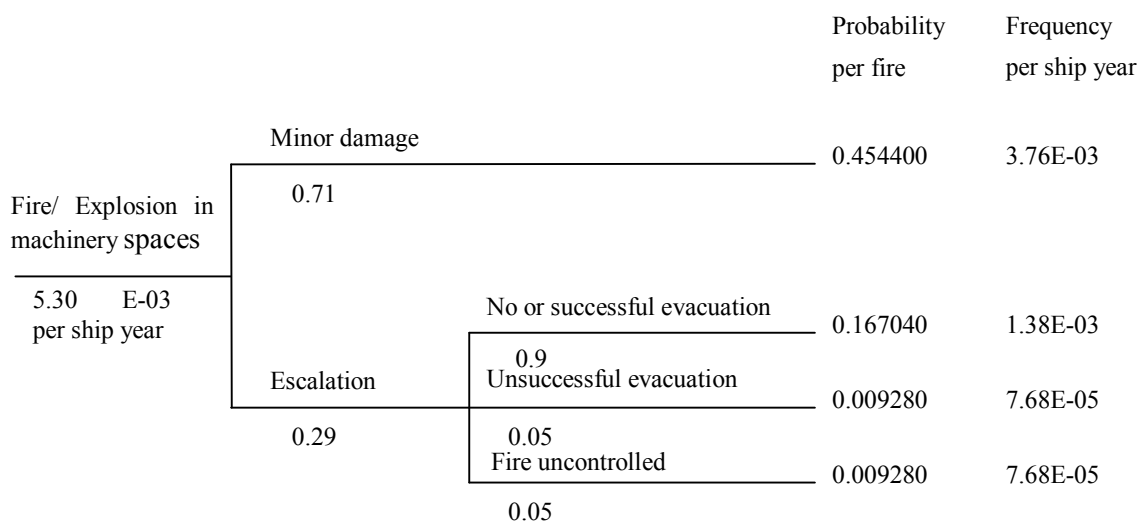 Probability Frequency
per fire per ship year
Minor damage
0.454400 3.76E-03
0.71
Fire/ Explosion in
machinery spaces
5.30 E-03
per ship year
No or successful evacuation
0.167040 1.38E-03
0.9
Escalation
Unsuccessful evacuation
0.009280 7.68E-05
0.29
0.05
Fire uncontrolled
0.009280 7.68E-05
0.05